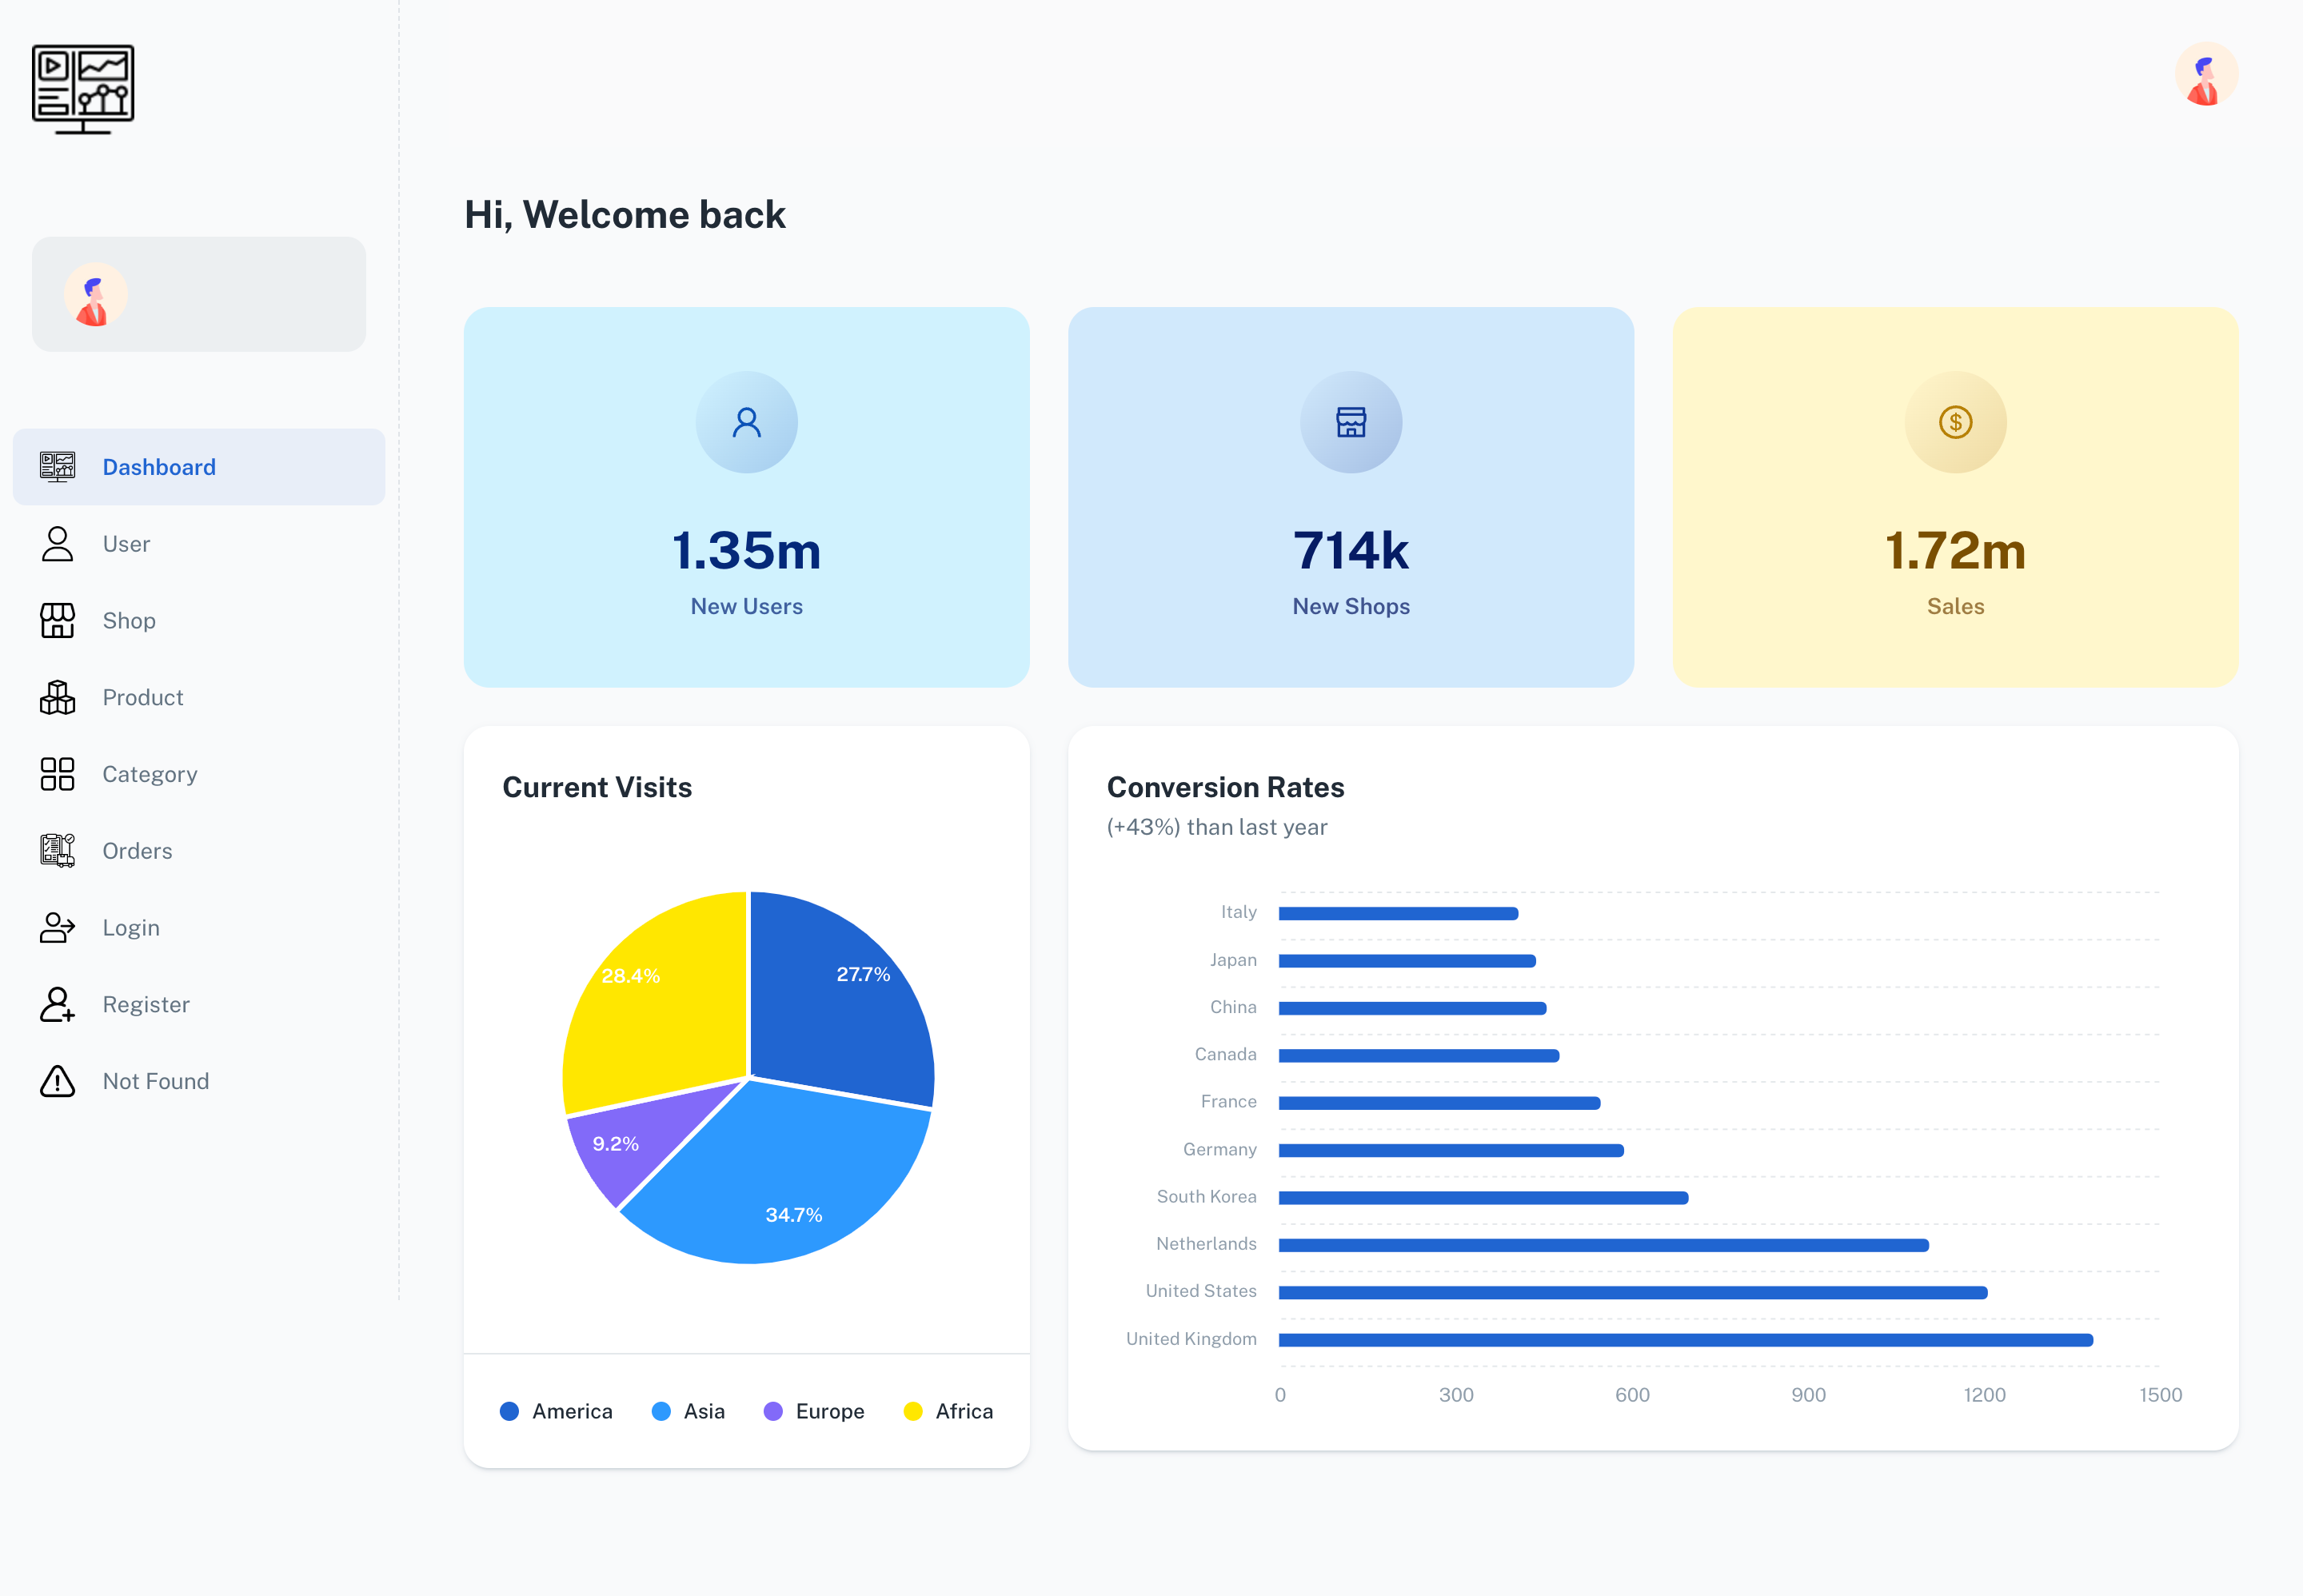 Hi, Welcome back
Dashboard
User
Shop
Product
Category
Orders
Login
Register
Not Found
1.35m
New Users
714k
New Shops
1.72m
Sales
Current Visits
28.4%
27.7%
9.2%
34.7%
America
Asia
Europe
Africa
Conversion Rates
(+43%) than last year
Italy
Japan
China
Canada
France
Germany
South Korea
Netherlands
United States
United Kingdom
0 300 600 900 1200 1500